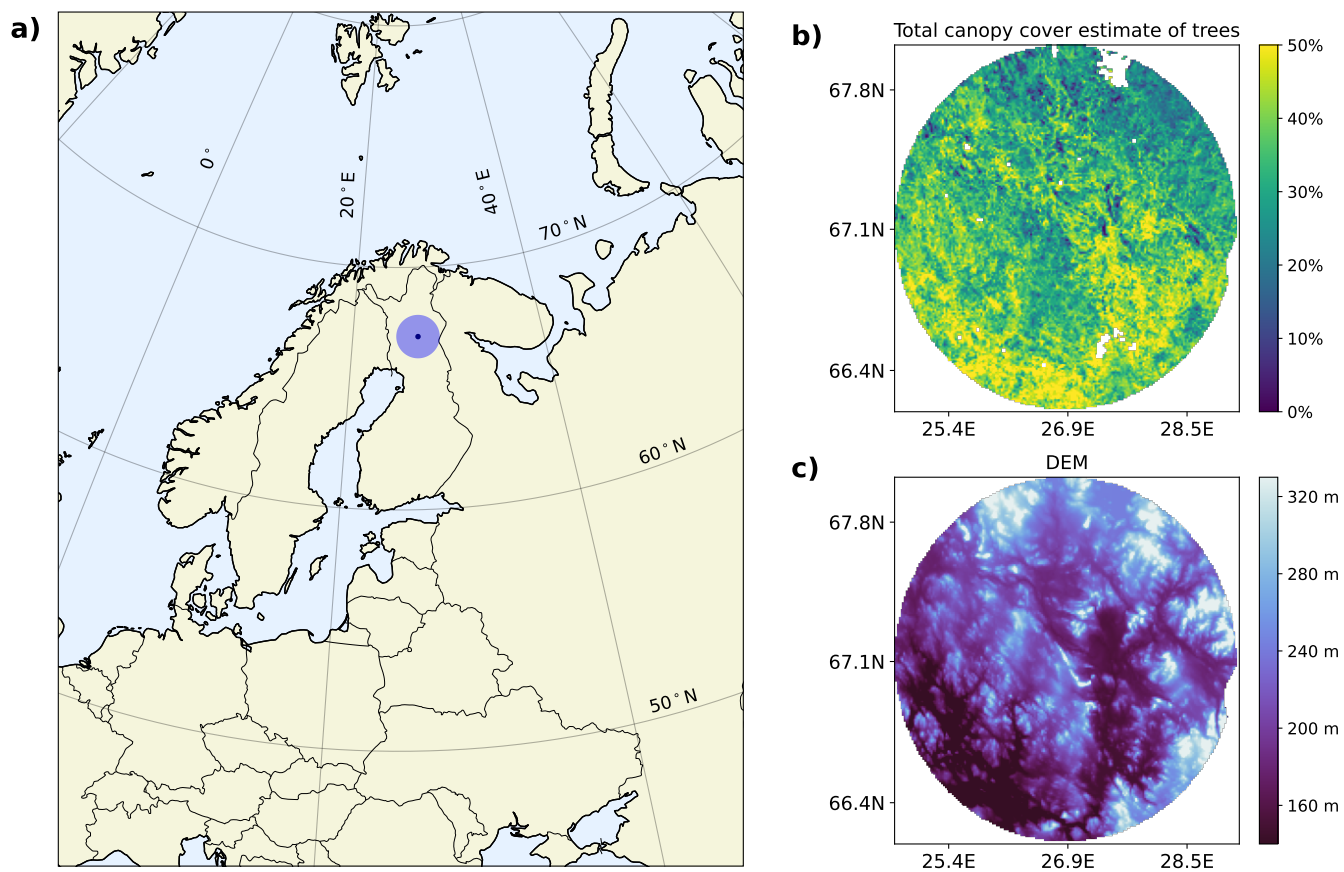 a)
0°
20°E
40°E
70°N
60°N
50°N
b)
Total canopy cover estimate of trees
67.8N
67.1N
66.4N
25.4E 26.9E 28.5E
50%
40%
30%
20%
10%
0%
c)
DEM
67.8N
67.1N
66.4N
25.4E 26.9E 28.5E
320 m
280 m
240 m
200 m
160 m